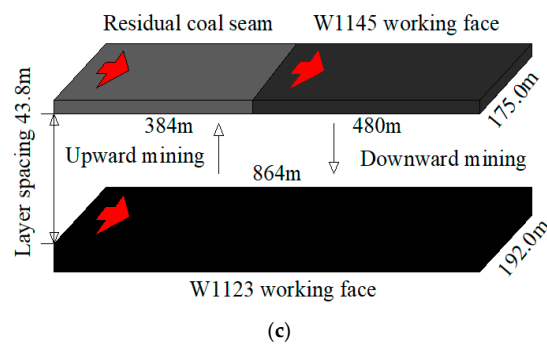 Residual coal seam
W1145 working face
Layer spacing 43.8m
384m
480m
175.0m
Upward mining
Downward mining
864m
192.0m
W1123 working face
(c)